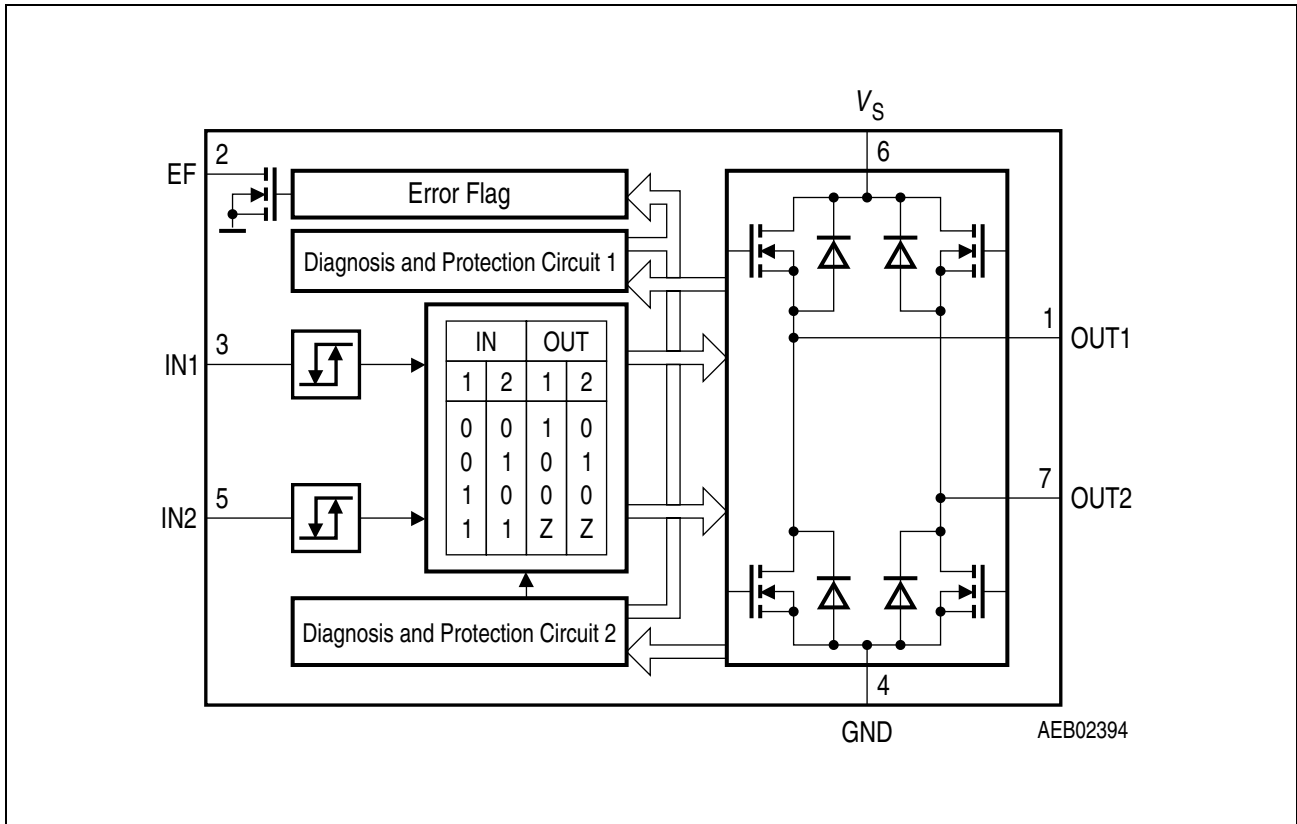 VS
6
2
EF
Error Flag
Diagnosis and Protection Circuit 1
IN OUT
1 2 1 2
0 0 1 0
0 1 0 1
1 0 0 0
1 1 Z Z
3
IN1
5
IN2
Diagnosis and Protection Circuit 2
1
OUT1
7
OUT2
4
GND
AEB02394